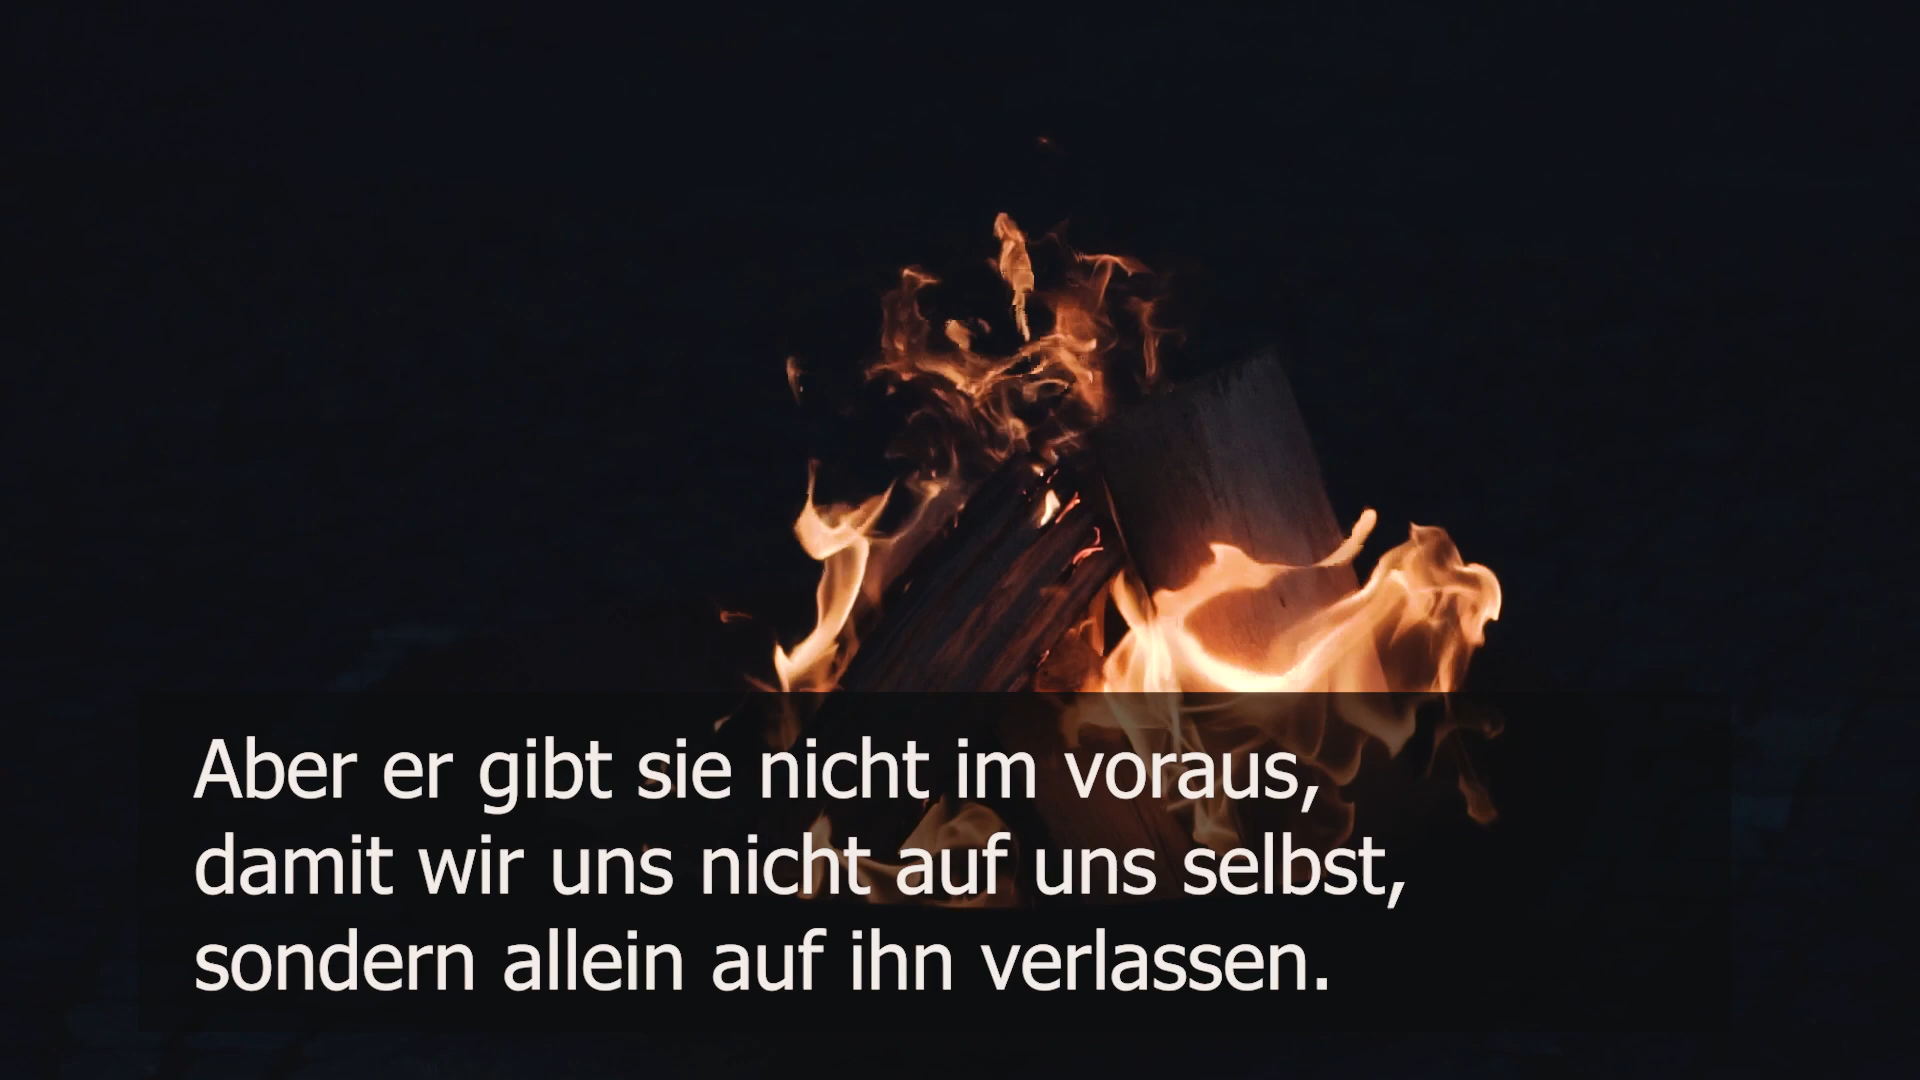 Aber er gibt sie nicht im voraus,
damit wir uns nicht auf uns selbst,
sondern allein auf ihn verlassen.